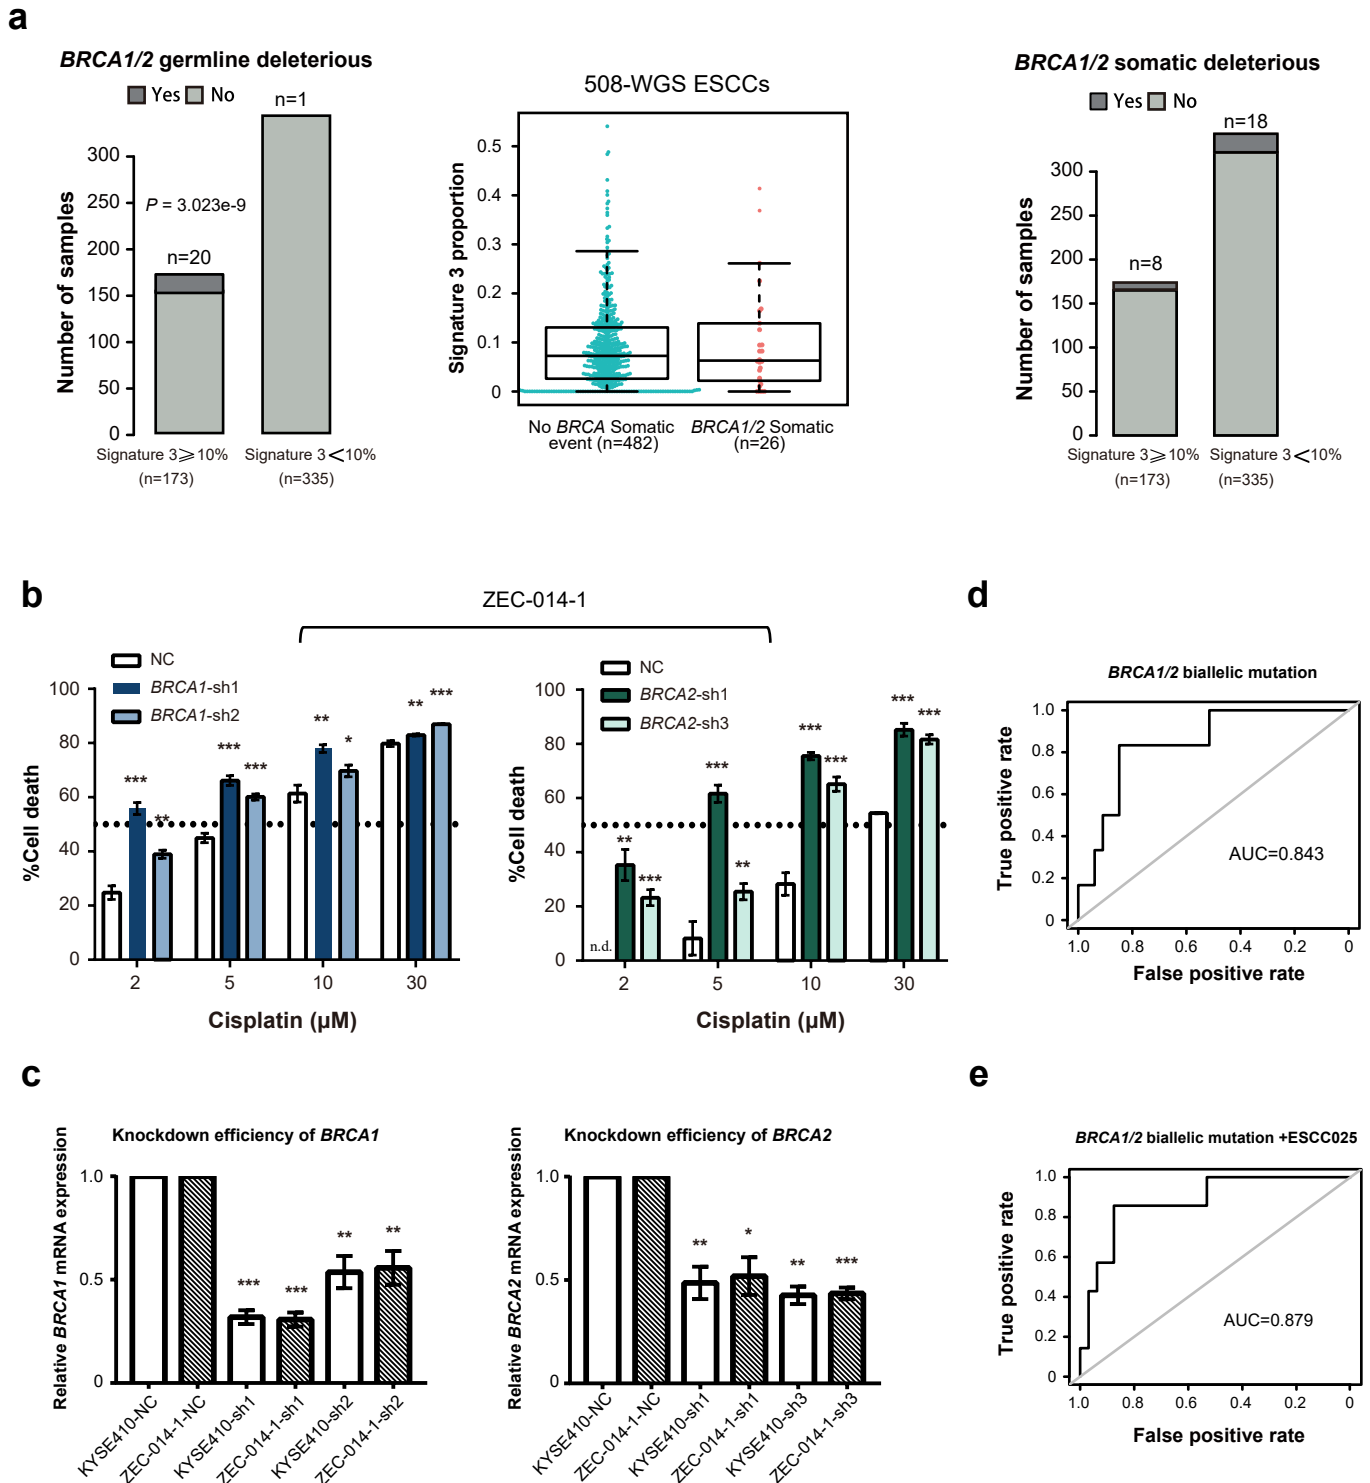 a
BRCA1/2 germline deleterious
Yes No
n=1
300
250
200
150
100
50
0
Number of samples
P = 3.023e-9
n=20
Signature 3⩾10%
(n=173)
Signature 3<10%
(n=335)
508-WGS ESCCs
0.5
0.4
0.3
0.2
0.1
0
Signature 3 proportion
No BRCA Somatic
event (n=482)
BRCA1/2 Somatic
(n=26)
BRCA1/2 somatic deleterious
Yes No
n=18
300
250
200
150
100
50
0
Number of samples
n=8
Signature 3⩾10%
(n=173)
Signature 3<10%
(n=335)
b
ZEC-014-1
NC
BRCA1-sh1
BRCA1-sh2
100
80
60
40
20
0
%Cell death
***
**
***
***
**
*
**
***
2 5 10 30
Cisplatin (μM)
NC
BRCA2-sh1
BRCA2-sh3
100
80
60
40
20
0
%Cell death
n.d.
**
***
***
**
***
***
***
***
2 5 10 30
Cisplatin (μM)
c
Knockdown efficiency of BRCA1
Relative BRCA1 mRNA expression
1.0
0.5
0
***
***
**
**
KYSE410-NC
ZEC-014-1-NC
KYSE410-sh1
ZEC-014-1-sh1
KYSE410-sh2
ZEC-014-1-sh2
Knockdown efficiency of BRCA2
Relative BRCA2 mRNA expression
1.0
0.5
0
**
*
**
***
KYSE410-NC
ZEC-014-1-NC
KYSE410-sh1
ZEC-014-1-sh1
KYSE410-sh3
ZEC-014-1-sh3
d
BRCA1/2 biallelic mutation
1.0
0.8
0.6
0.4
0.2
0
True positive rate
AUC=0.843
1.0 0.8 0.6 0.4 0.2 0
False positive rate
e
BRCA1/2 biallelic mutation +ESCC025
1.0
0.8
0.6
0.4
0.2
0
True positive rate
AUC=0.879
1.0 0.8 0.6 0.4 0.2 0
False positive rate